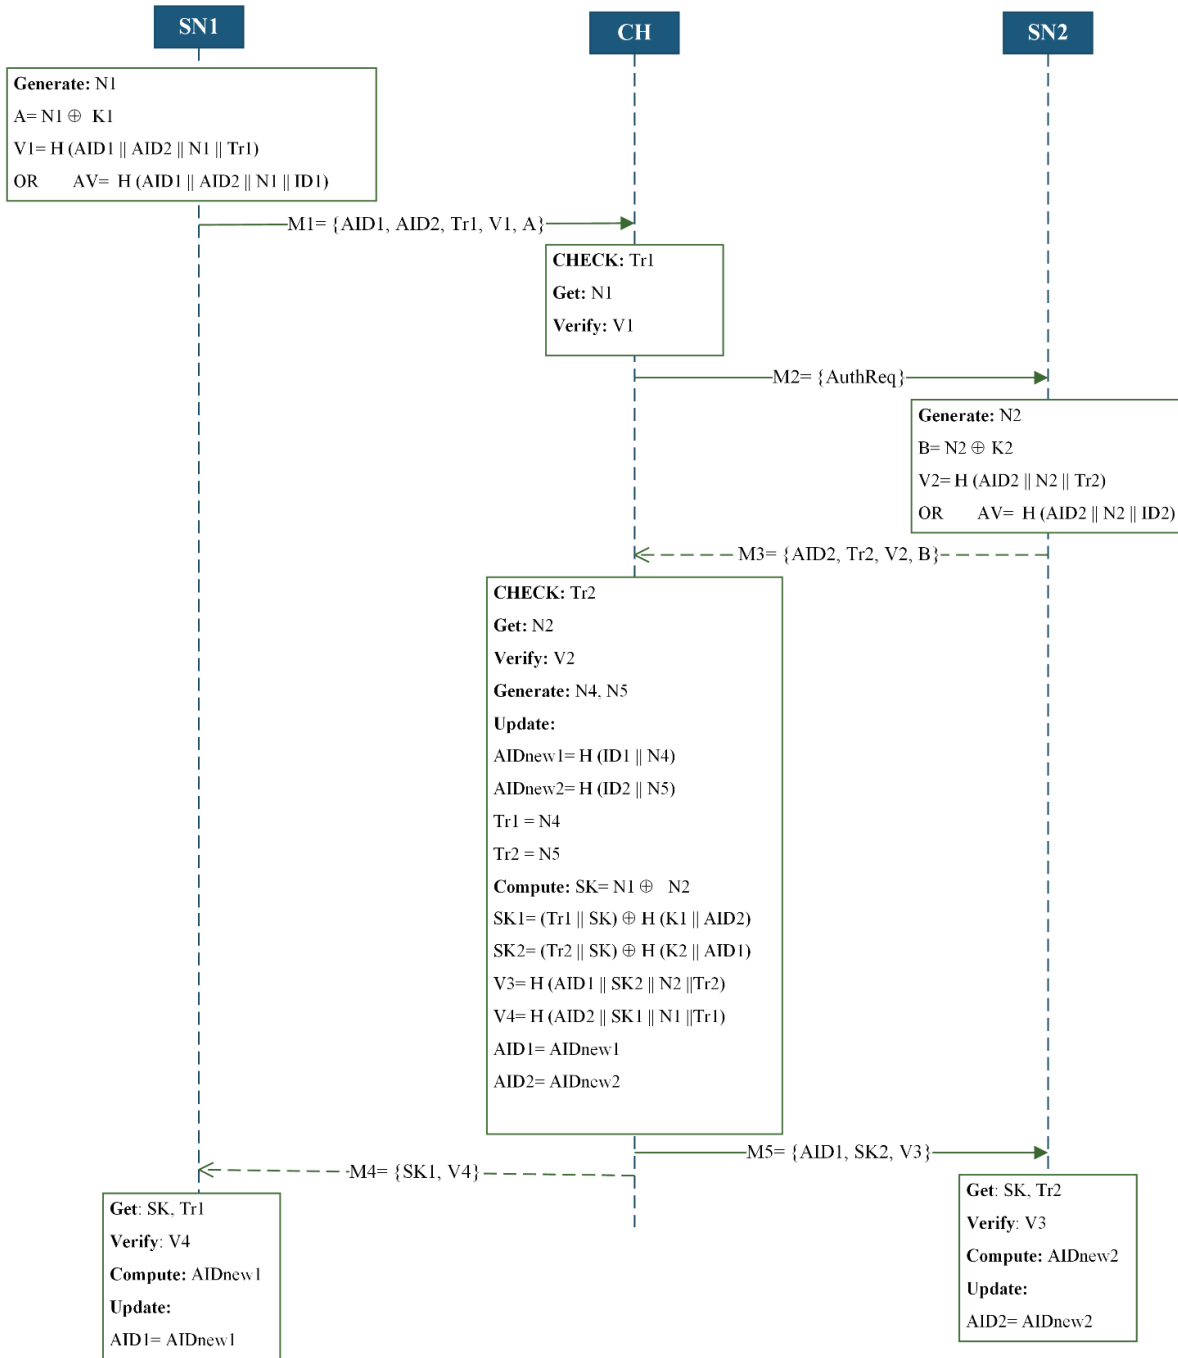 SN1
CH
SN2
Generate: N1
A= N1 ⊕ K1
V1= H (AID1 || AID2 || N1 || Tr1)
OR AV= H (AID1 || AID2 || N1 || ID1)
M1= {AID1, AID2, Tr1, V1, A}
CHECK: Tr1
Get: N1
Verify: V1
M2= {AuthReq}
Generate: N2
B= N2 ⊕ K2
V2= H (AID2 || N2 || Tr2)
OR AV= H (AID2 || N2 || ID2)
M3= {AID2, Tr2, V2, B}
CHECK: Tr2
Get: N2
Verify: V2
Generate: N4, N5
Update:
AIDnew1= H (ID1 || N4)
AIDnew2= H (ID2 || N5)
Tr1 = N4
Tr2 = N5
Compute: SK= N1 ⊕ N2
SK1= (Tr1 || SK) ⊕ H (K1 || AID2)
SK2= (Tr2 || SK) ⊕ H (K2 || AID1)
V3= H (AID1 || SK2 || N2 ||Tr2)
V4= H (AID2 || SK1 || N1 ||Tr1)
AID1= AIDnew1
AID2= AIDnew2
M5= {AID1, SK2, V3}
M4= {SK1, V4}
Get: SK, Tr1
Verify: V4
Compute: AIDnew1
Update:
AID1= AIDnew1
Get: SK, Tr2
Verify: V3
Compute: AIDnew2
Update:
AID2= AIDnew2